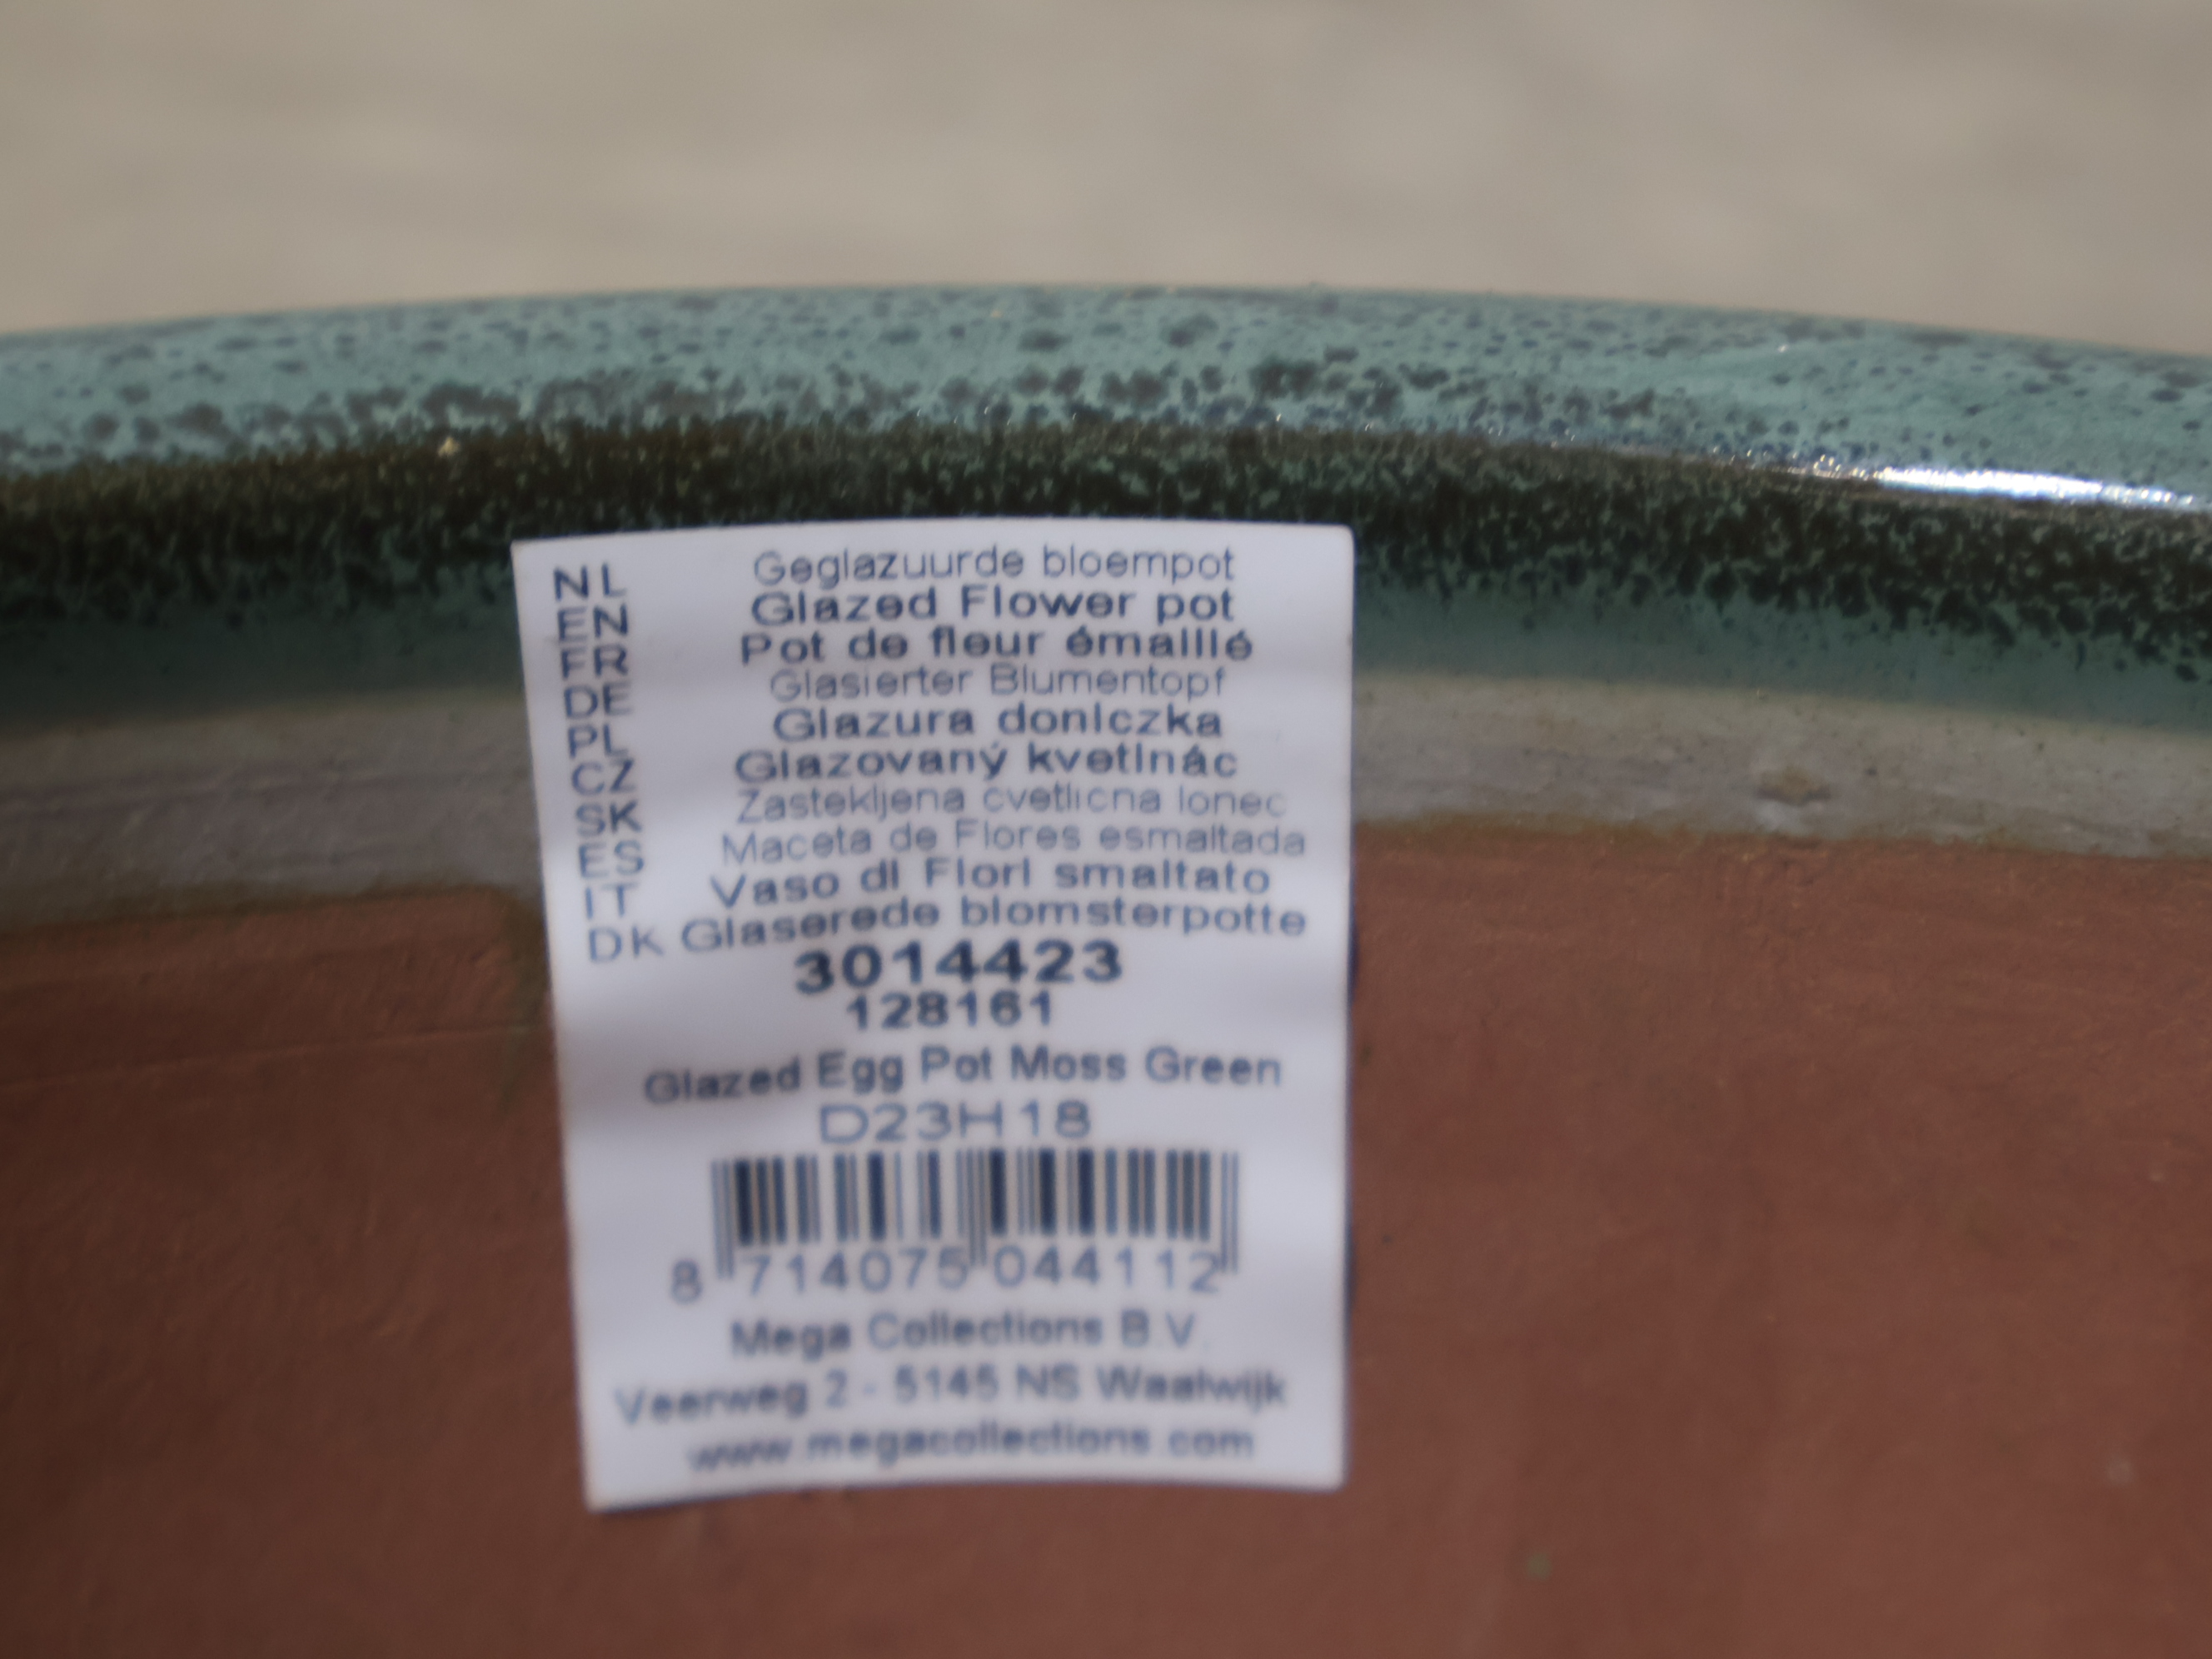 NL Geglazuurde bloempot
EN Glazed Flower pot
FR Pot de fleur émaillé
DE Glasierter Blumentopf
PL Glazura doniczka
CZ Glazovaný kvetináč
SK Zastekljena cvetlicna lonec
ES Maceta de Flores esmaltada
IT Vaso di Fiori smaltato
DK Glaserede blomsterpotte
3014423
128161
Glazed Egg Pot Moss Green
D23H18
8 714075 044112
Mega Collections B.V.
Veerweg 2 - 5145 NS Waalwijk
www.megacollections.com